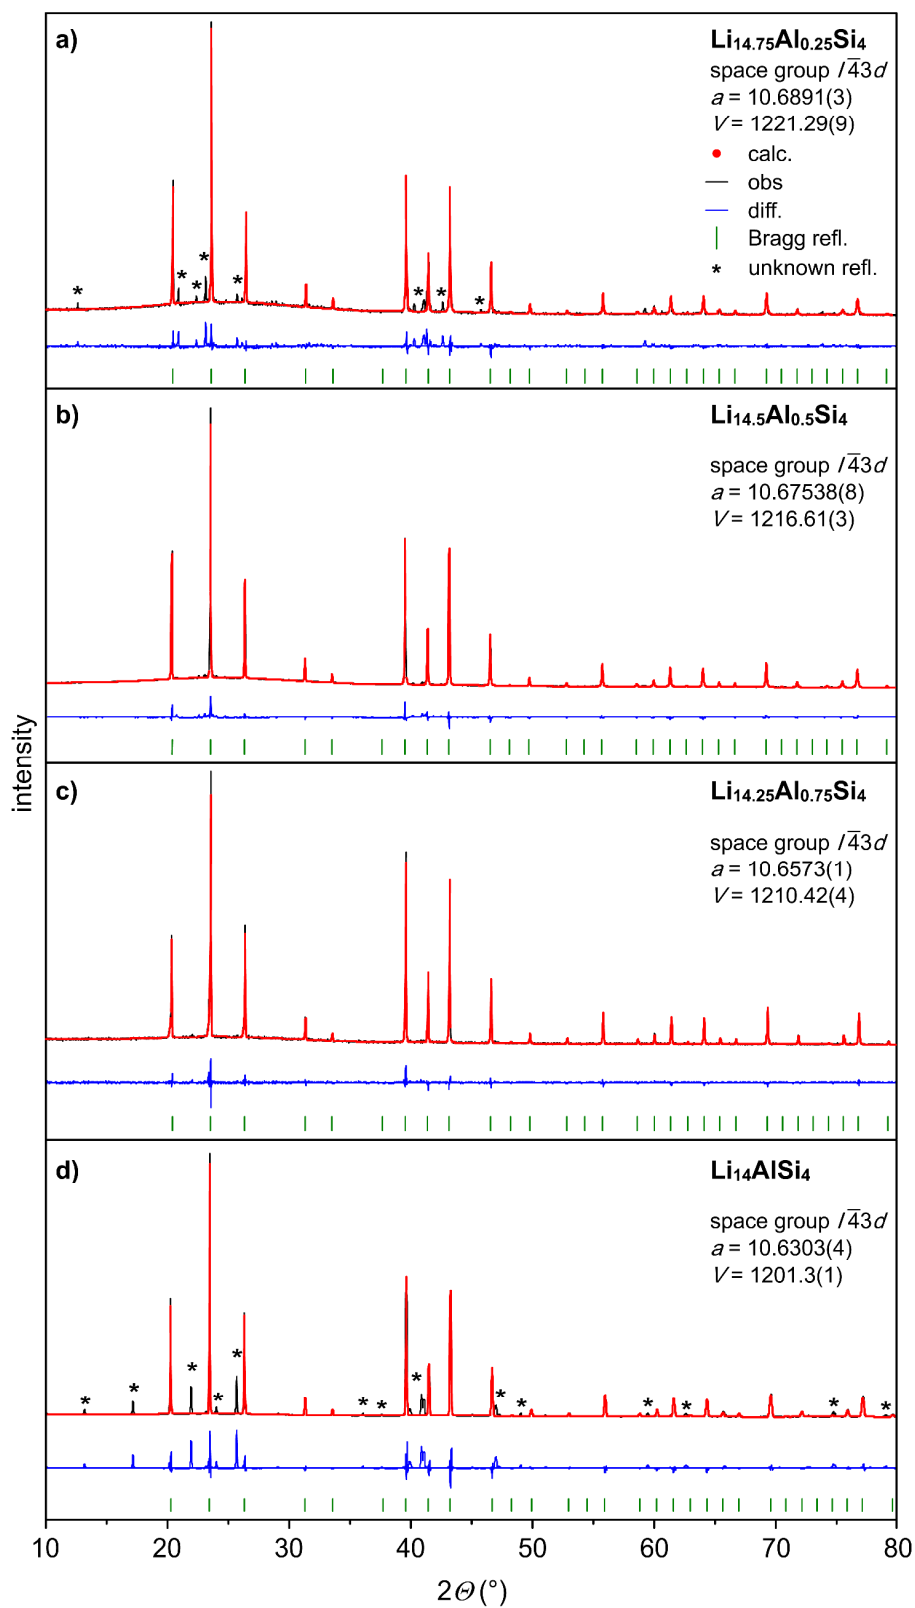 a)
Li₁₄.₇₅Al₀.₂₅Si₄
space group I4̅3d
a = 10.6891(3)
V = 1221.29(9)
calc.
obs
diff.
Bragg refl.
* unknown refl.
* * * * * * * *
b)
Li₁₄.₅Al₀.₅Si₄
space group I4̅3d
a = 10.67538(8)
V = 1216.61(3)
c)
Li₁₄.₂₅Al₀.₇₅Si₄
space group I4̅3d
a = 10.6573(1)
V = 1210.42(4)
d)
Li₁₄AlSi₄
space group I4̅3d
a = 10.6303(4)
V = 1201.3(1)
* * * * * * * * * * * * * *
intensity
10 20 30 40 50 60 70 80
2Θ (°)